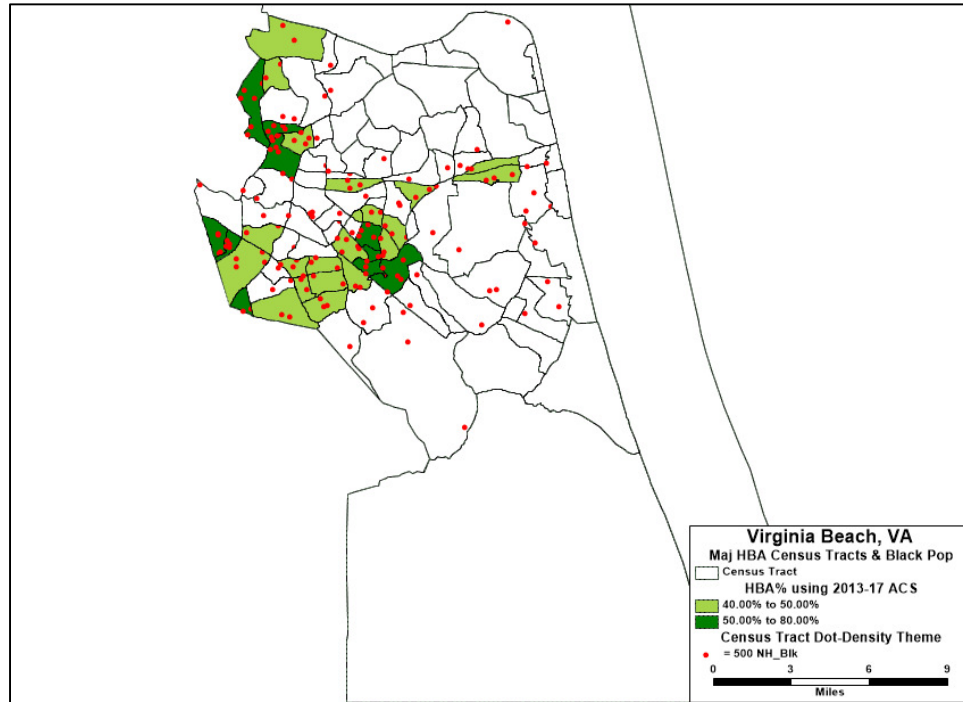 Virginia Beach, VA
Maj HBA Census Tracts & Black Pop
Census Tract
HBA% using 2013-17 ACS
40.00% to 50.00%
50.00% to 80.00%
Census Tract Dot-Density Theme
= 500 NH_Blk
0 3 6 9
Miles